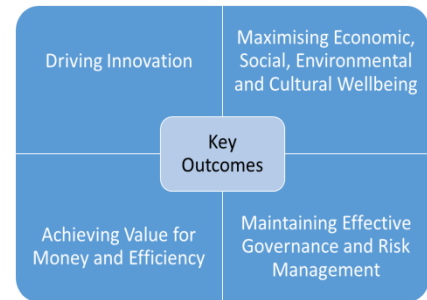 Driving Innovation
Maximising Economic,
Social, Environmental
and Cultural Wellbeing
Key
Outcomes
Achieving Value for
Money and Efficiency
Maintaining Effective
Governance and Risk
Management